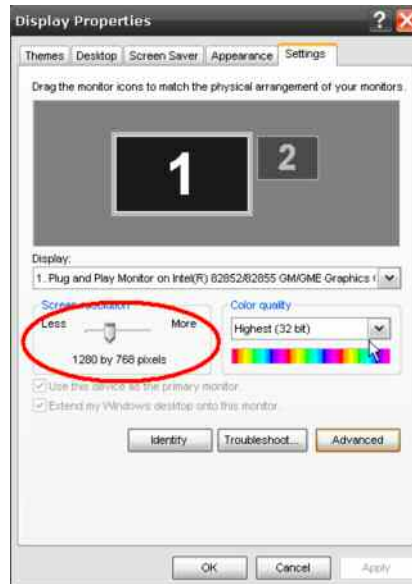 Display Properties
Themes Desktop Screen Saver Appearance Settings
Drag the monitor icons to match the physical arrangement of your monitors.
1 2
Display:
1. Plug and Play Monitor on Intel(R) 82852/82855 GM/GME Graphics (
Screen resolution Color quality
Less More Highest (32 bit)
1280 by 768 pixels
Use this device as the primary monitor.
Extend my Windows desktop onto this monitor.
Identify Troubleshoot... Advanced
OK Cancel Apply